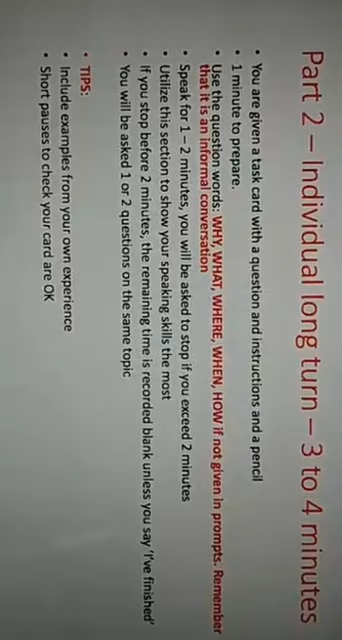 Part 2 – Individual long turn – 3 to 4 minutes
• You are given a task card with a question and instructions and a pencil
• 1 minute to prepare.
• Use the question words: WHY, WHAT, WHERE, WHEN, HOW if not given in prompts. Remember
that it is an informal conversation
• Speak for 1 – 2 minutes, you will be asked to stop if you exceed 2 minutes
• Utilize this section to show your speaking skills the most
• If you stop before 2 minutes, the remaining time is recorded blank unless you say 'I've finished'
• You will be asked 1 or 2 questions on the same topic
• TIPS:
• Include examples from your own experience
• Short pauses to check your card are OK